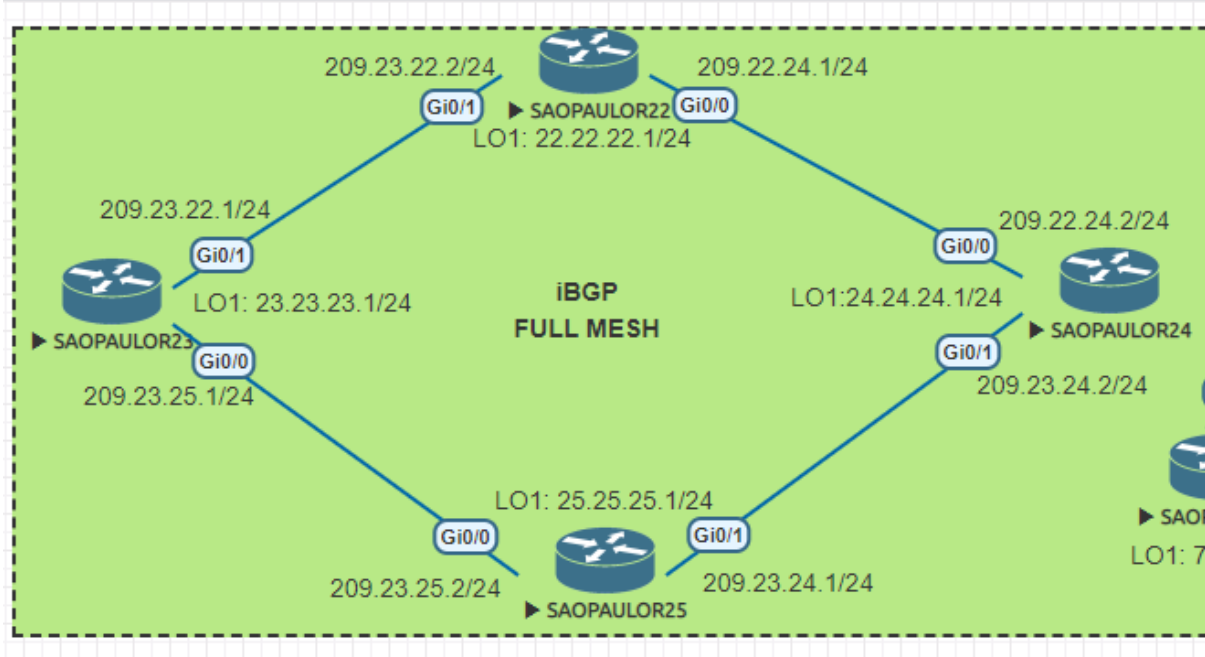 209.23.22.2/24
209.22.24.1/24
Gi0/1
SAOPAULOR22
Gi0/0
LO1: 22.22.22.1/24
209.23.22.1/24
209.22.24.2/24
Gi0/1
Gi0/0
LO1: 23.23.23.1/24
iBGP
FULL MESH
LO1:24.24.24.1/24
SAOPAULOR23
SAOPAULOR24
Gi0/0
Gi0/1
209.23.25.1/24
209.23.24.2/24
LO1: 25.25.25.1/24
Gi0/0
Gi0/1
209.23.25.2/24
209.23.24.1/24
SAOPAULOR25
LO1: 7